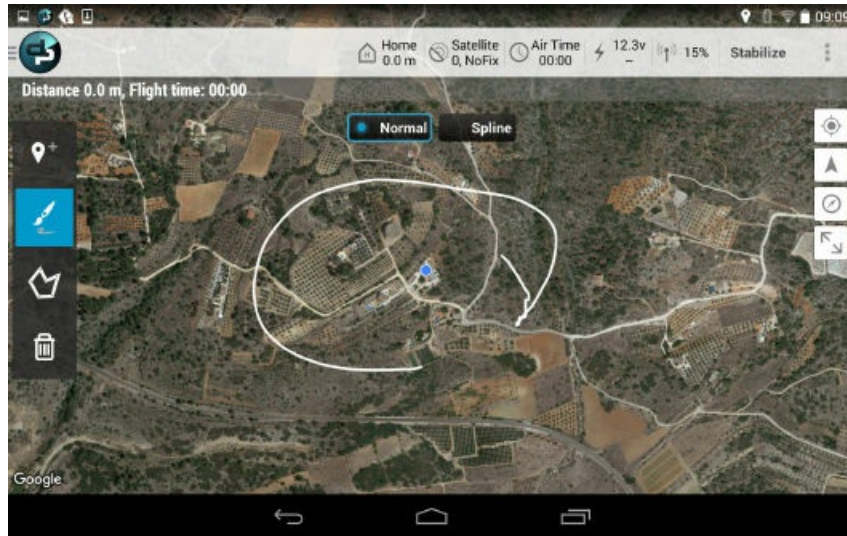 09:09
Home
0.0 m
Satellite
0, NoFix
Air Time
00:00
12.3v
–
15%
Stabilize
Distance 0.0 m, Flight time: 00:00
Normal
Spline
Google